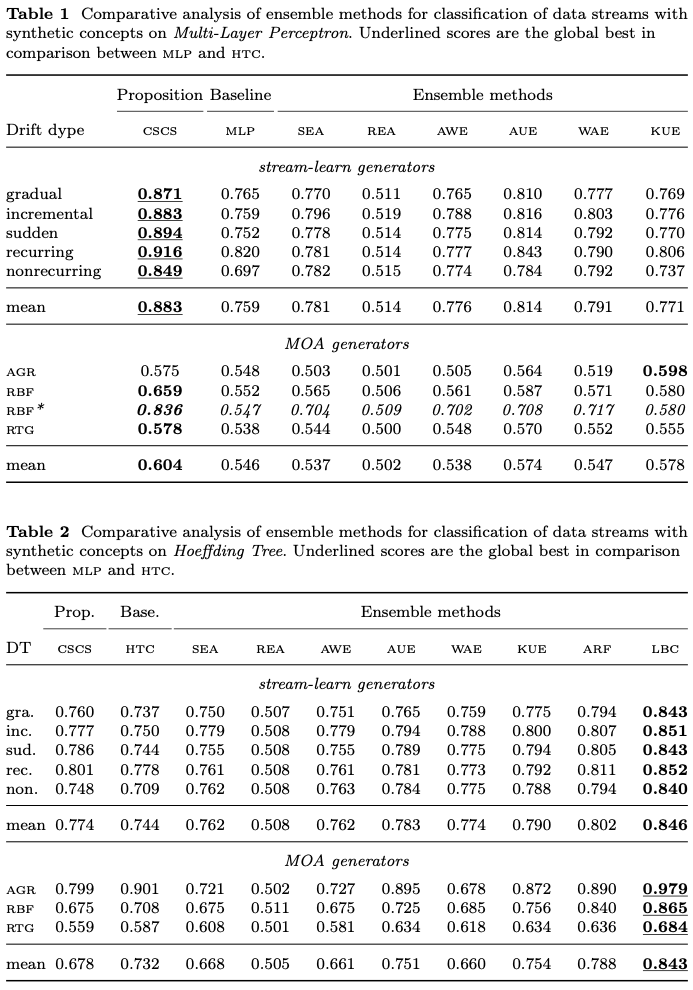 Table 1 Comparative analysis of ensemble methods for classification of data streams with
synthetic concepts on Multi-Layer Perceptron. Underlined scores are the global best in
comparison between MLP and HTC.
Proposition Baseline Ensemble methods
Drift dype CSCS MLP SEA REA AWE AUE WAE KUE
stream-learn generators
gradual 0.871 0.765 0.770 0.511 0.765 0.810 0.777 0.769
incremental 0.883 0.759 0.796 0.519 0.788 0.816 0.803 0.776
sudden 0.894 0.752 0.778 0.514 0.775 0.814 0.792 0.770
recurring 0.916 0.820 0.781 0.514 0.777 0.843 0.790 0.806
nonrecurring 0.849 0.697 0.782 0.515 0.774 0.784 0.792 0.737
mean 0.883 0.759 0.781 0.514 0.776 0.814 0.791 0.771
MOA generators
AGR 0.575 0.548 0.503 0.501 0.505 0.564 0.519 0.598
RBF 0.659 0.552 0.565 0.506 0.561 0.587 0.571 0.580
RBF* 0.836 0.547 0.704 0.509 0.702 0.708 0.717 0.580
RTG 0.578 0.538 0.544 0.500 0.548 0.570 0.552 0.555
mean 0.604 0.546 0.537 0.502 0.538 0.574 0.547 0.578
Table 2 Comparative analysis of ensemble methods for classification of data streams with
synthetic concepts on Hoeffding Tree. Underlined scores are the global best in comparison
between MLP and HTC.
Prop. Base. Ensemble methods
DT CSCS HTC SEA REA AWE AUE WAE KUE ARF LBC
stream-learn generators
gra. 0.760 0.737 0.750 0.507 0.751 0.765 0.759 0.775 0.794 0.843
inc. 0.777 0.750 0.779 0.508 0.779 0.794 0.788 0.800 0.807 0.851
sud. 0.786 0.744 0.755 0.508 0.755 0.789 0.775 0.794 0.805 0.843
rec. 0.801 0.778 0.761 0.508 0.761 0.781 0.773 0.792 0.811 0.852
non. 0.748 0.709 0.762 0.508 0.763 0.784 0.775 0.788 0.794 0.840
mean 0.774 0.744 0.762 0.508 0.762 0.783 0.774 0.790 0.802 0.846
MOA generators
AGR 0.799 0.901 0.721 0.502 0.727 0.895 0.678 0.872 0.890 0.979
RBF 0.675 0.708 0.675 0.511 0.675 0.725 0.685 0.756 0.840 0.865
RTG 0.559 0.587 0.608 0.501 0.581 0.634 0.618 0.634 0.636 0.684
mean 0.678 0.732 0.668 0.505 0.661 0.751 0.660 0.754 0.788 0.843